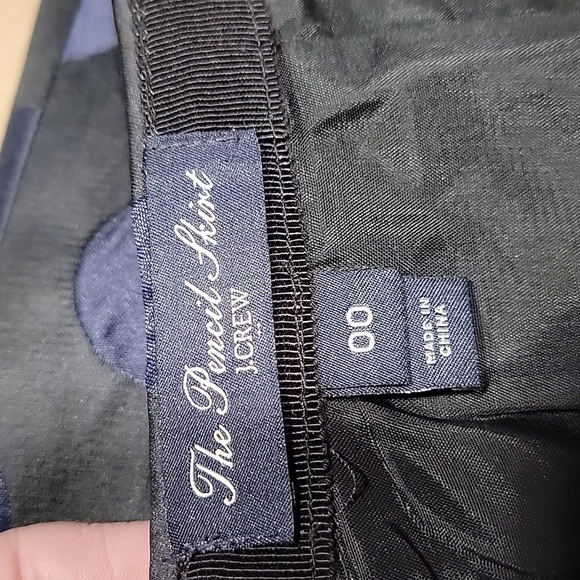 The Pencil Skirt
J.CREW
00
MADE IN
CHINA